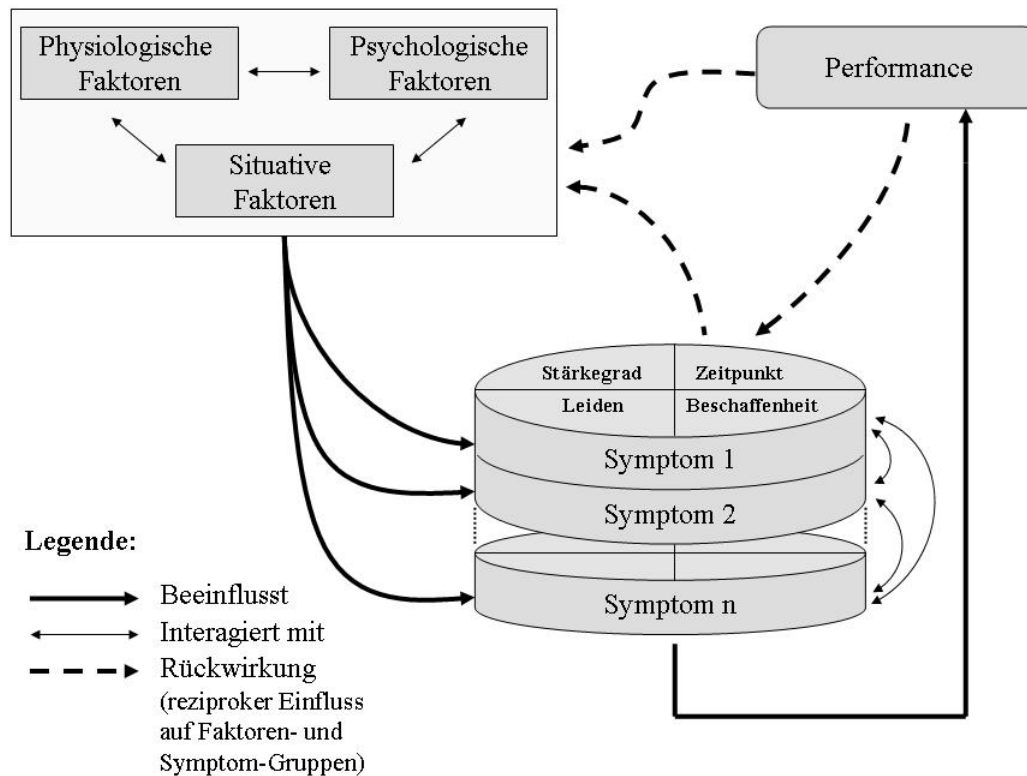 Physiologische
Faktoren
Psychologische
Faktoren
Situative
Faktoren
Performance
Stärkegrad
Zeitpunkt
Leiden
Beschaffenheit
Symptom 1
Symptom 2
Symptom n
Legende:
Beeinflusst
Interagiert mit
Rückwirkung
(reziproker Einfluss
auf Faktoren- und
Symptom-Gruppen)